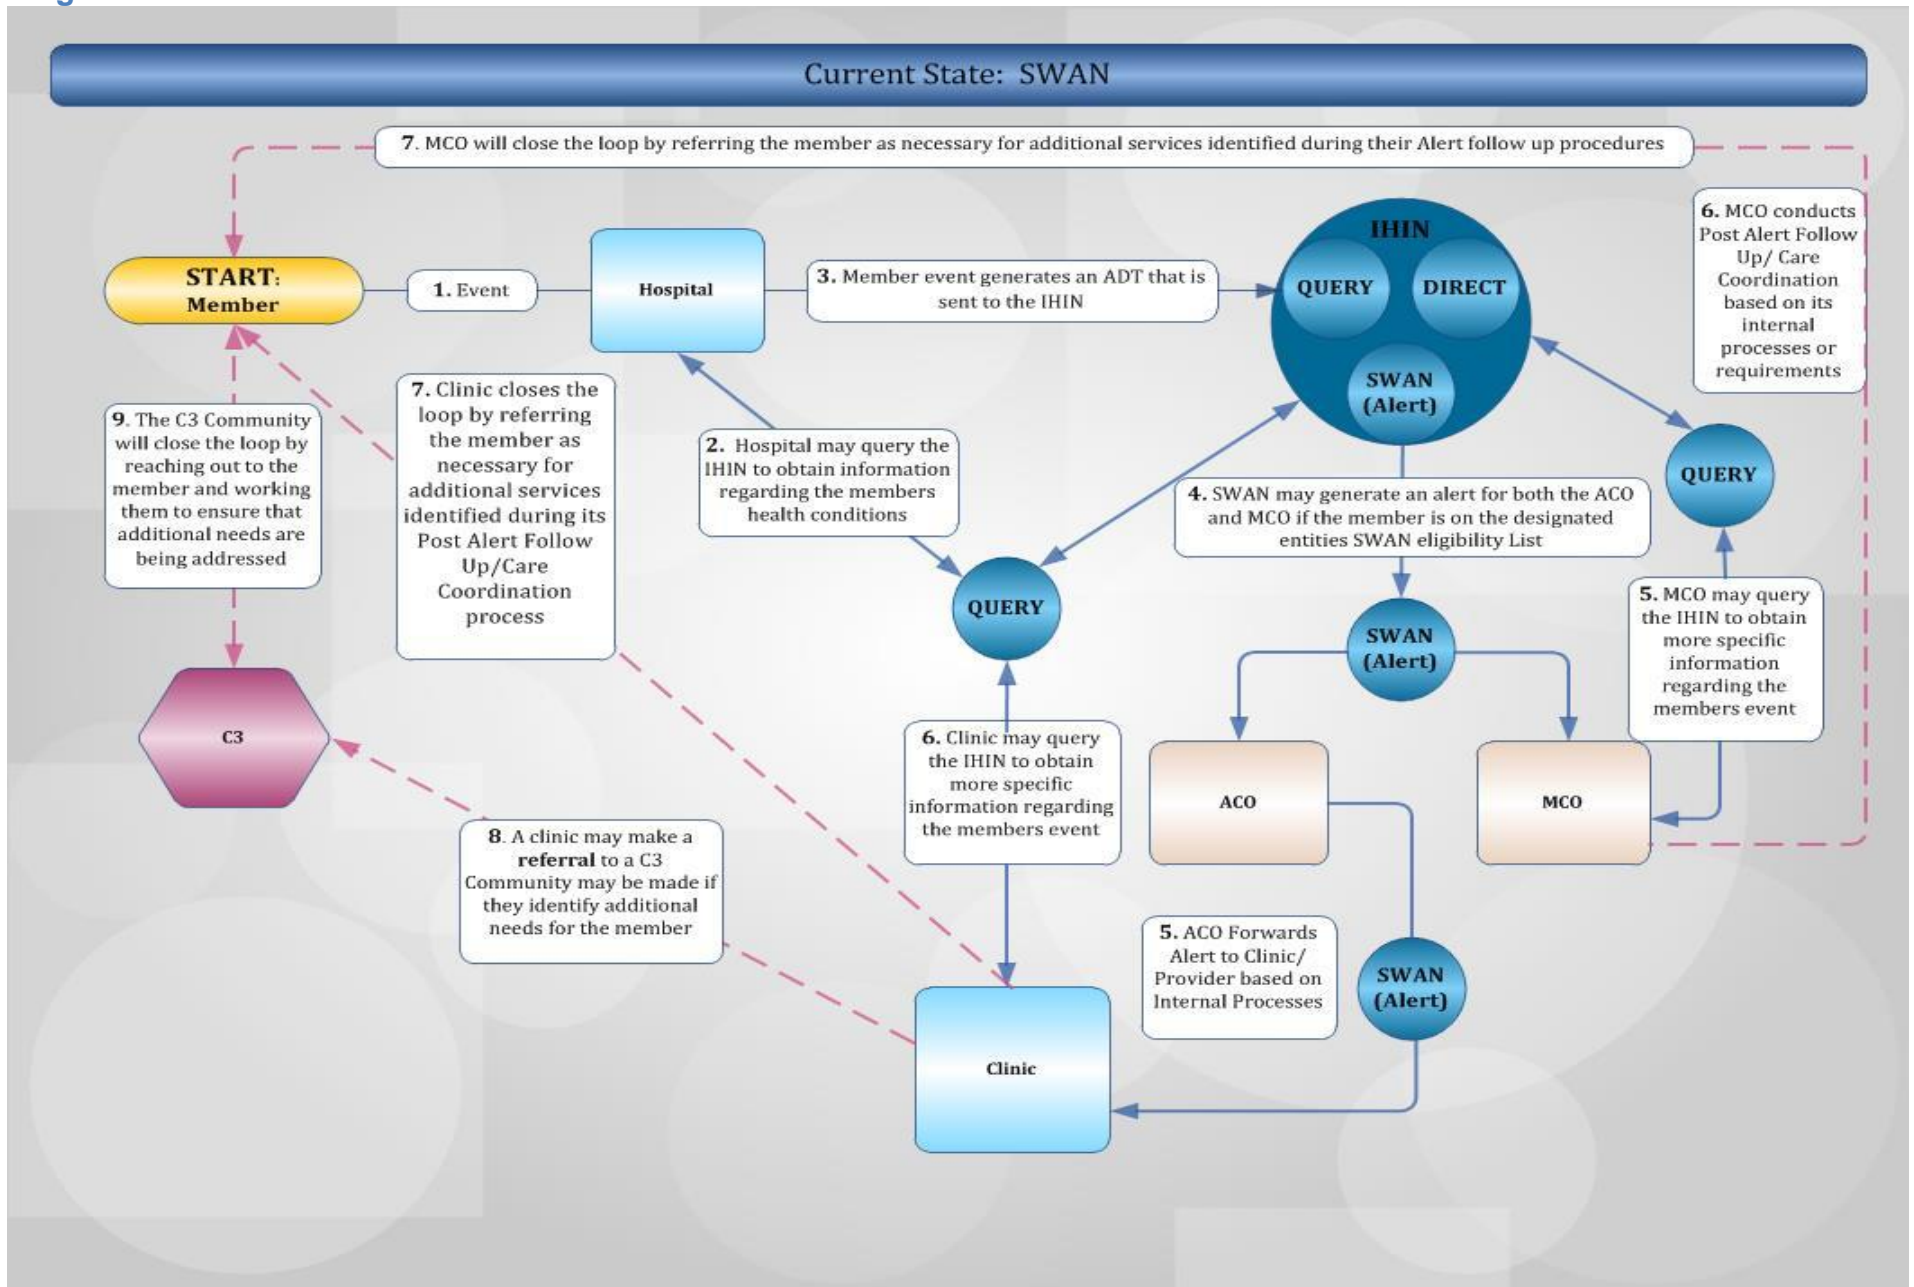 Current State: SWAN
7. MCO will close the loop by referring the member as necessary for additional services identified during their Alert follow up procedures
START:
Member
1. Event
Hospital
3. Member event generates an ADT that is
sent to the IHIN
IHIN
QUERY
DIRECT
SWAN
(Alert)
6. MCO conducts
Post Alert Follow
Up/ Care
Coordination
based on its
internal
processes or
requirements
9. The C3 Community
will close the loop by
reaching out to the
member and working
them to ensure that
additional needs are
being addressed
7. Clinic closes the
loop by referring
the member as
necessary for
additional services
identified during its
Post Alert Follow
Up/Care
Coordination
process
2. Hospital may query the
IHIN to obtain information
regarding the members
health conditions
QUERY
4. SWAN may generate an alert for both the ACO
and MCO if the member is on the designated
entities SWAN eligibility List
QUERY
SWAN
(Alert)
5. MCO may query
the IHIN to obtain
more specific
information
regarding the
members event
C3
6. Clinic may query
the IHIN to obtain
more specific
information regarding
the members event
ACO
MCO
8. A clinic may make a
referral to a C3
Community may be made if
they identify additional
needs for the member
5. ACO Forwards
Alert to Clinic/
Provider based on
Internal Processes
SWAN
(Alert)
Clinic